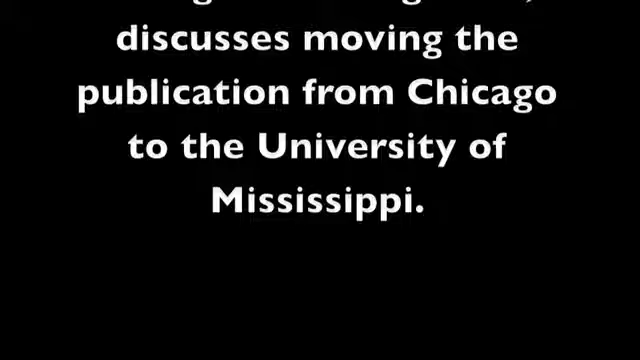 discusses moving the
publication from Chicago
to the University of
Mississippi.